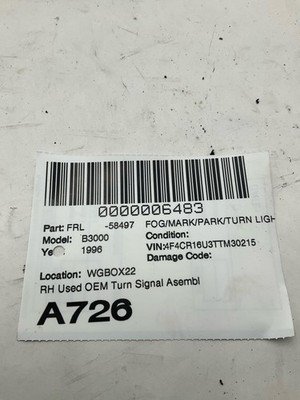 0000006483
Part: FRL -58497 FOG/MARK/PARK/TURN LIGH
Model: B3000 Condition:
Ye 1996 VIN:4F4CR16U3TTM30215
Damage Code:
Location: WGBOX22
RH Used OEM Turn Signal Asembl
A726